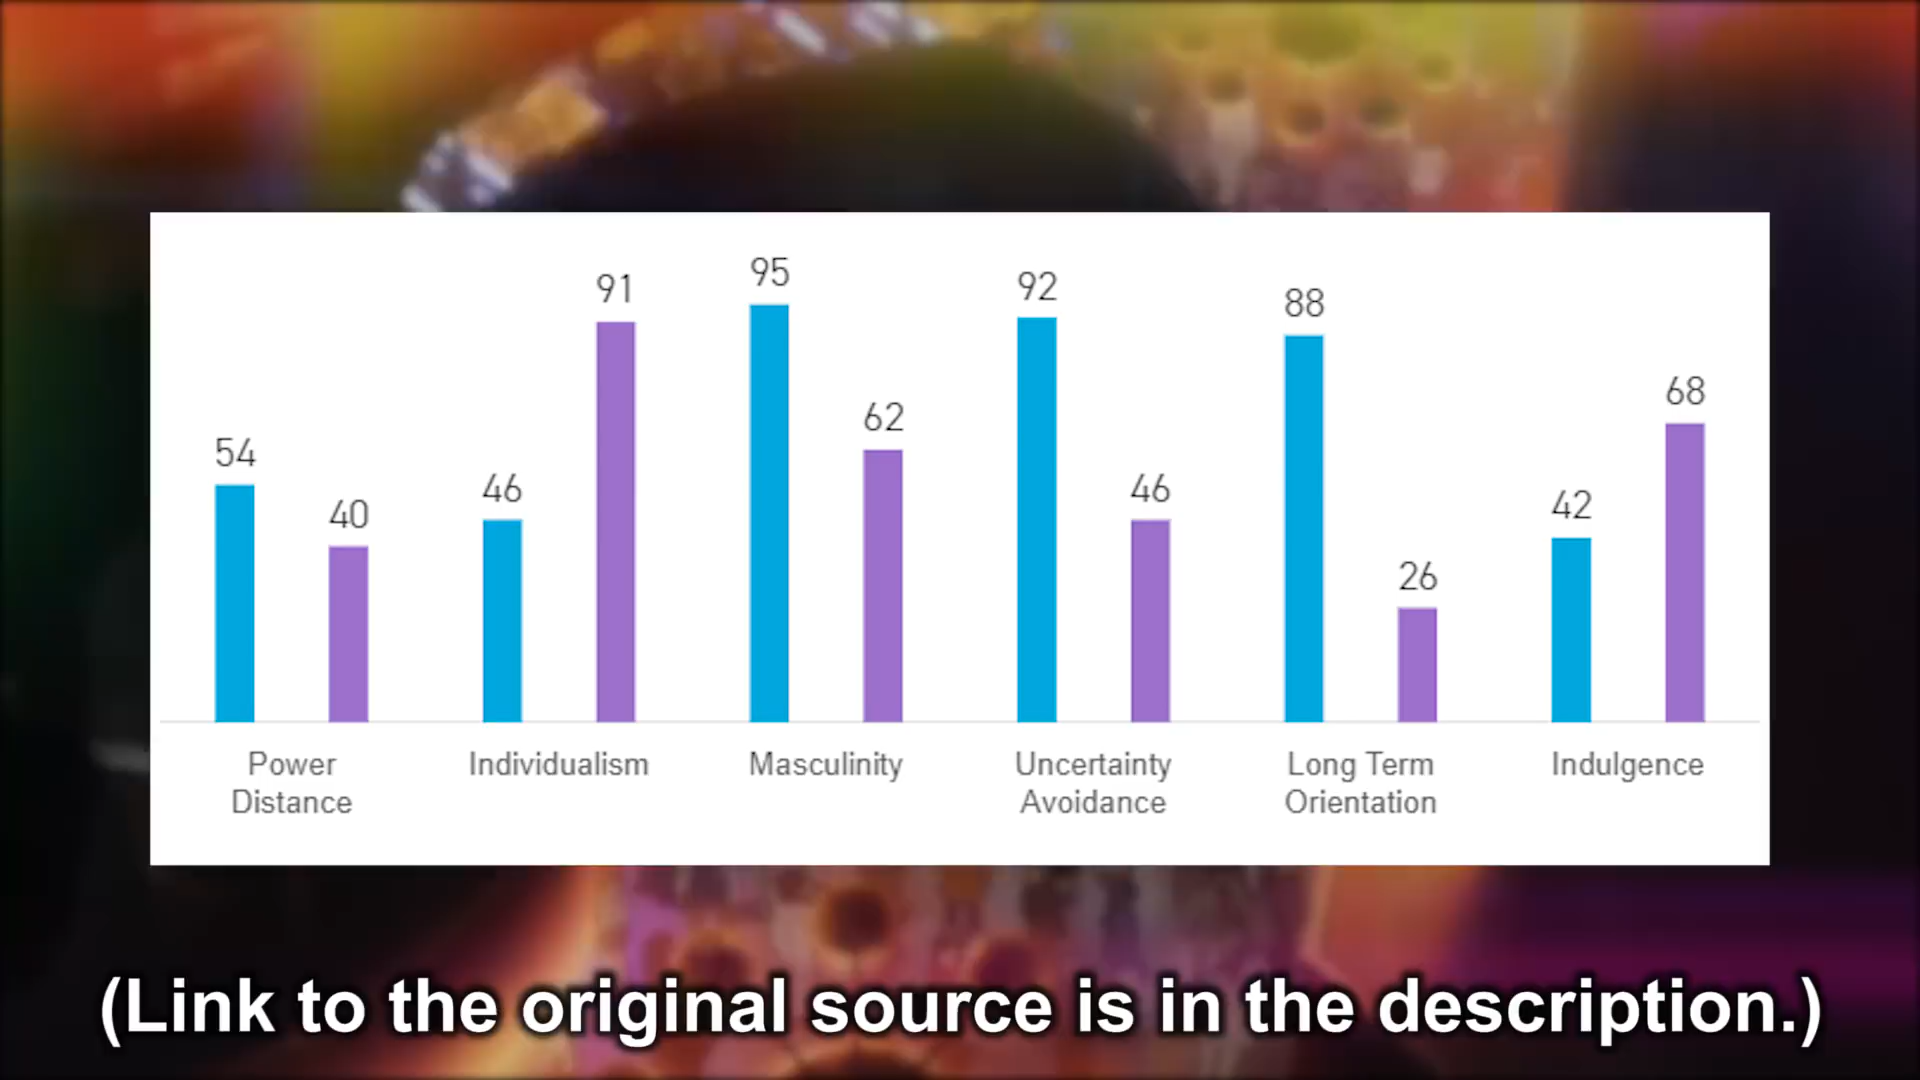 54
40
46
91
95
62
92
46
88
26
42
68
Power
Distance
Individualism
Masculinity
Uncertainty
Avoidance
Long Term
Orientation
Indulgence
(Link to the original source is in the description.)